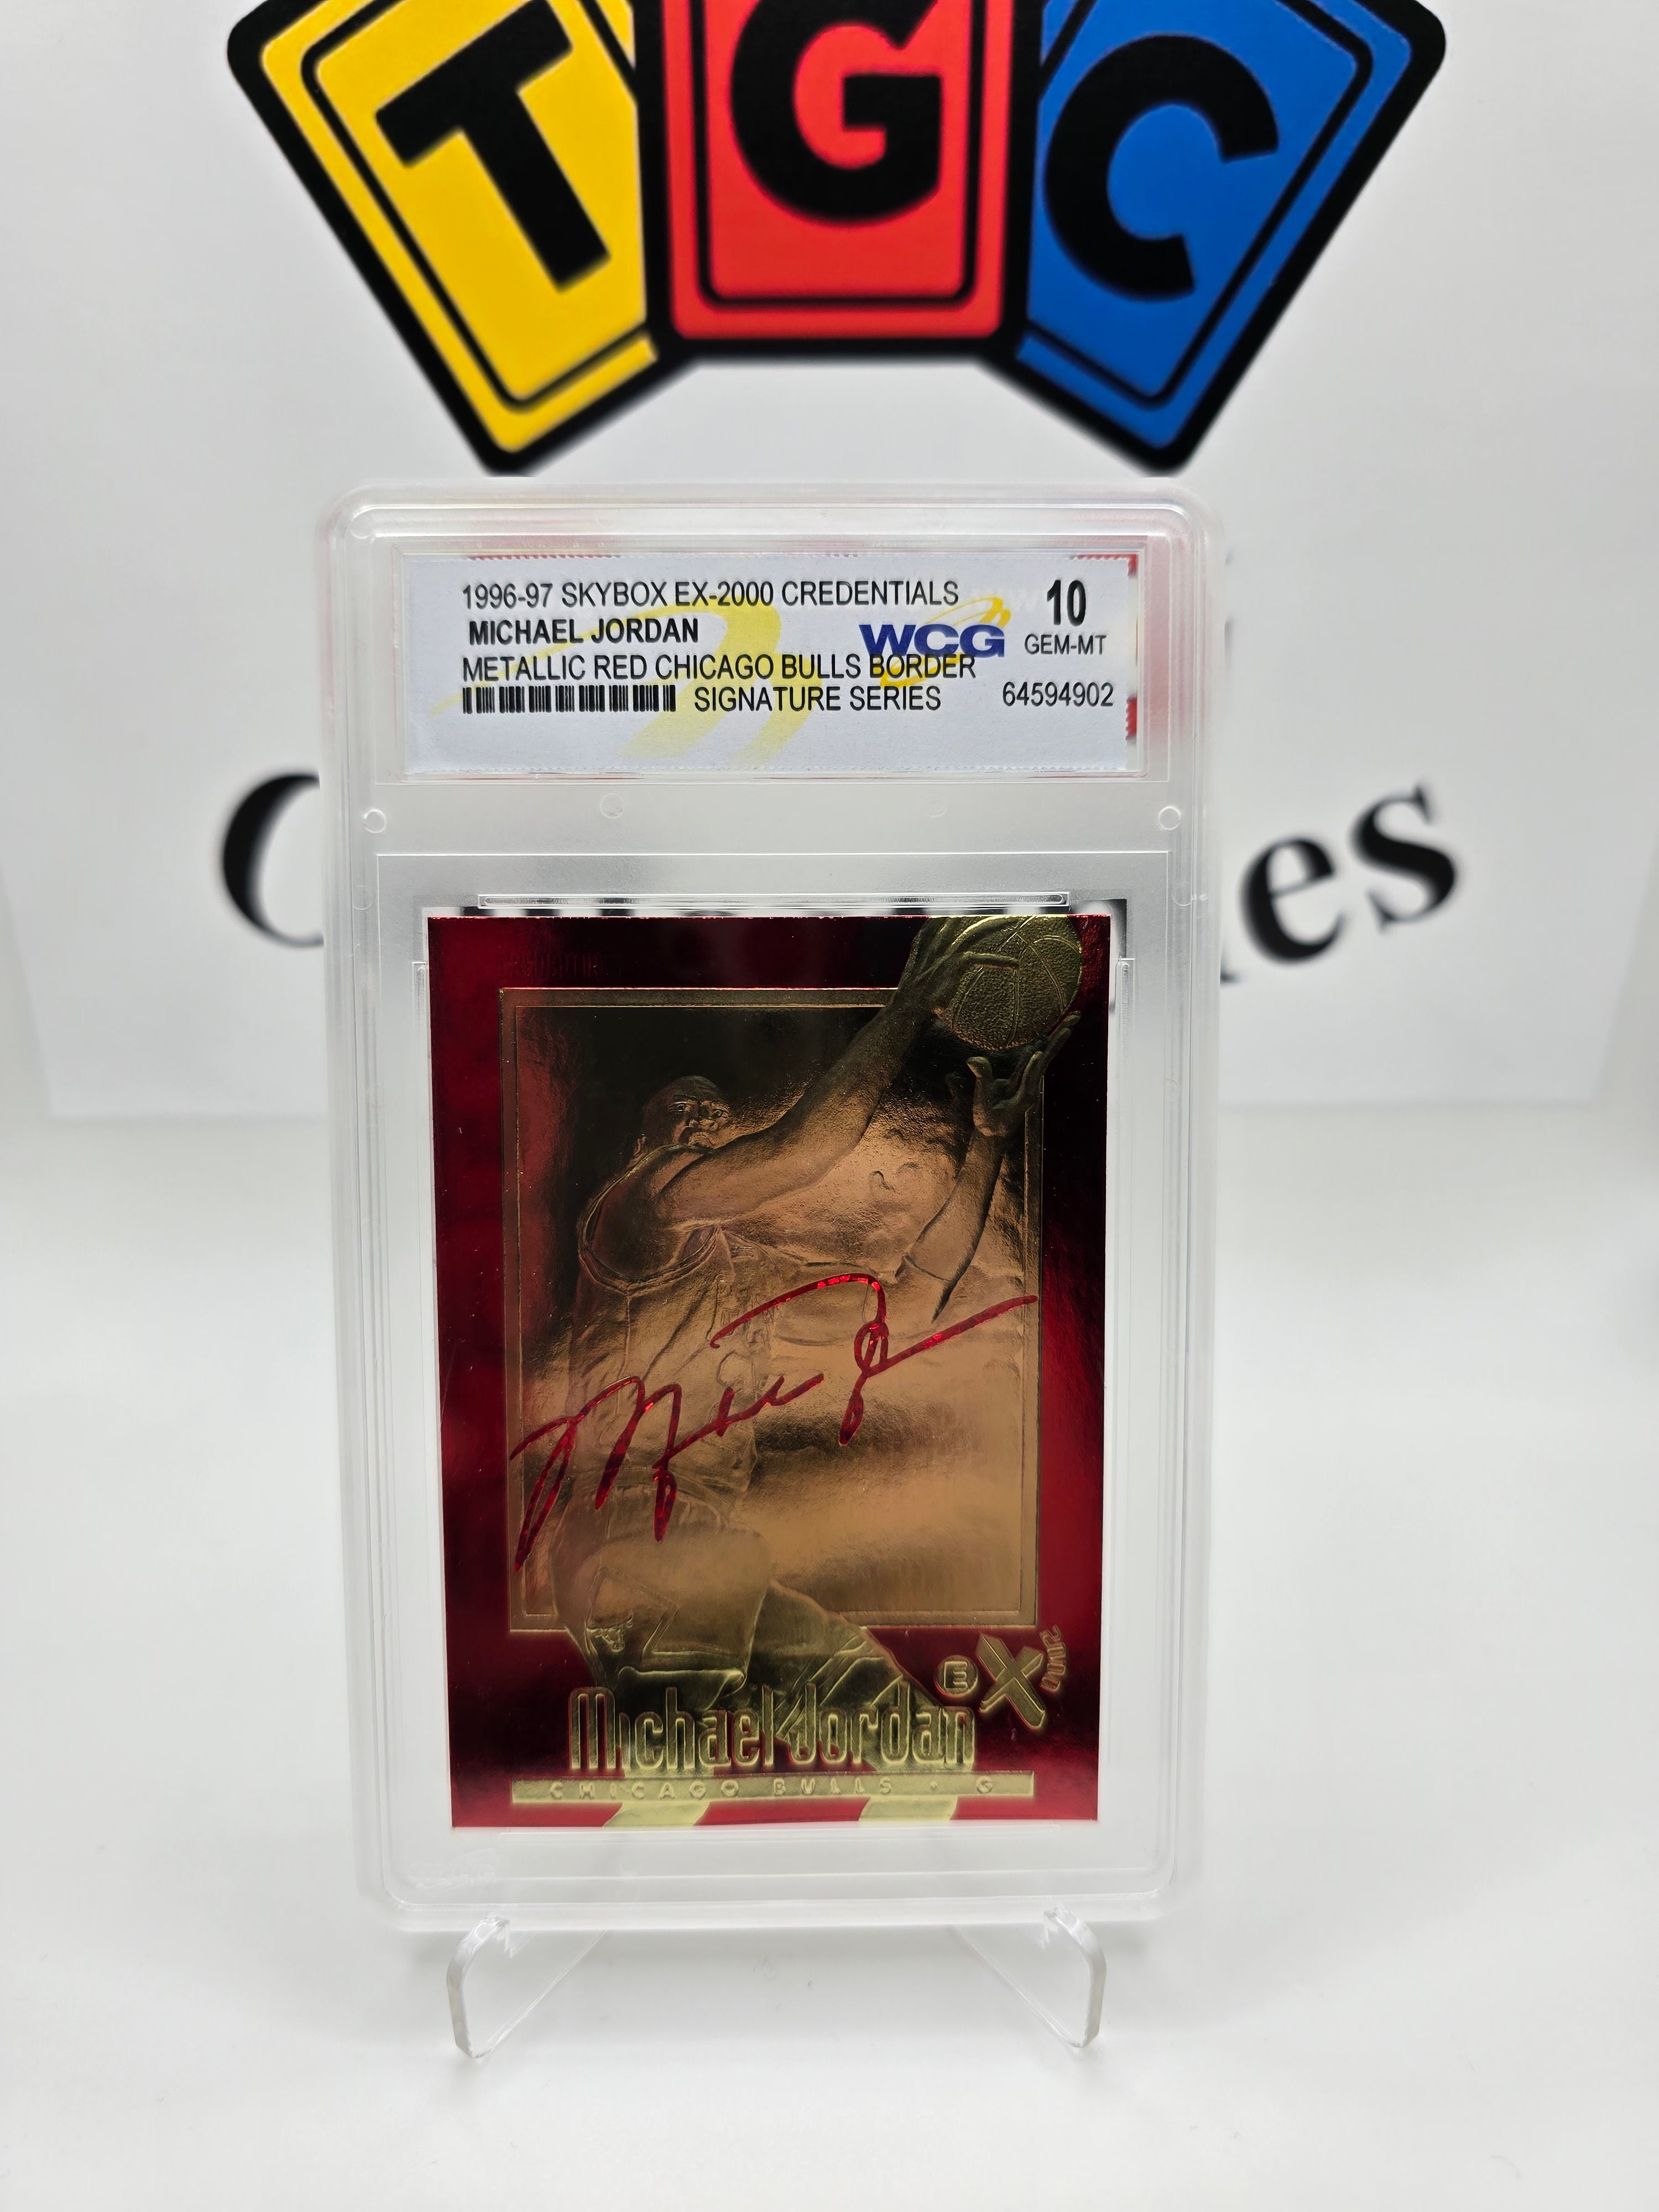 TGC
1996-97 SKYBOX EX-2000 CREDENTIALS
MICHAEL JORDAN
METALLIC RED CHICAGO BULLS BORDER
SIGNATURE SERIES
WCG
10
GEM-MT
64594902
E X 2000
Michael Jordan
CHICAGO BULLS • G